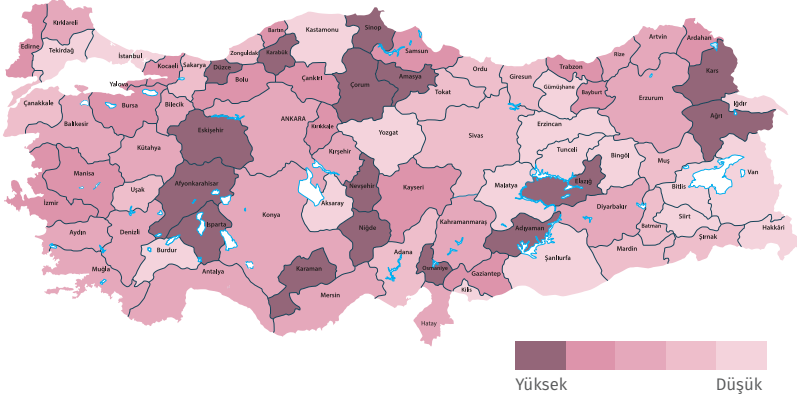 Kırklareli
Edirne
Tekirdağ
İstanbul
Kocaeli
Yalova
Sakarya
Düzce
Zonguldak
Bartın
Karabük
Kastamonu
Sinop
Samsun
Bolu
Çankırı
Çorum
Amasya
Tokat
Ordu
Giresun
Gümüşhane
Trabzon
Bayburt
Rize
Artvin
Ardahan
Kars
Iğdır
Ağrı
Erzurum
Çanakkale
Balıkesir
Bursa
Bilecik
Kütahya
Eskişehir
ANKARA
Kırıkkale
Kırşehir
Yozgat
Sivas
Erzincan
Tunceli
Bingöl
Muş
Bitlis
Van
Manisa
İzmir
Uşak
Afyonkarahisar
Aydın
Denizli
Muğla
Burdur
Isparta
Antalya
Konya
Aksaray
Nevşehir
Niğde
Kayseri
Karaman
Mersin
Adana
Osmaniye
Hatay
Kahramanmaraş
Gaziantep
Kilis
Malatya
Elazığ
Adıyaman
Şanlıurfa
Diyarbakır
Mardin
Batman
Siirt
Şırnak
Hakkâri
Yüksek
Düşük